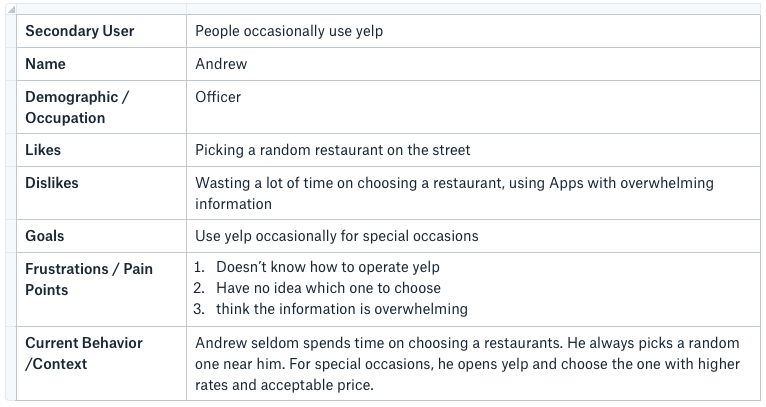 Secondary User
People occasionally use yelp
Name
Andrew
Demographic /
Occupation
Officer
Likes
Picking a random restaurant on the street
Dislikes
Wasting a lot of time on choosing a restaurant, using Apps with overwhelming
information
Goals
Use yelp occasionally for special occasions
Frustrations / Pain
Points
1. Doesn't know how to operate yelp
2. Have no idea which one to choose
3. think the information is overwhelming
Current Behavior
/Context
Andrew seldom spends time on choosing a restaurants. He always picks a random
one near him. For special occasions, he opens yelp and choose the one with higher
rates and acceptable price.